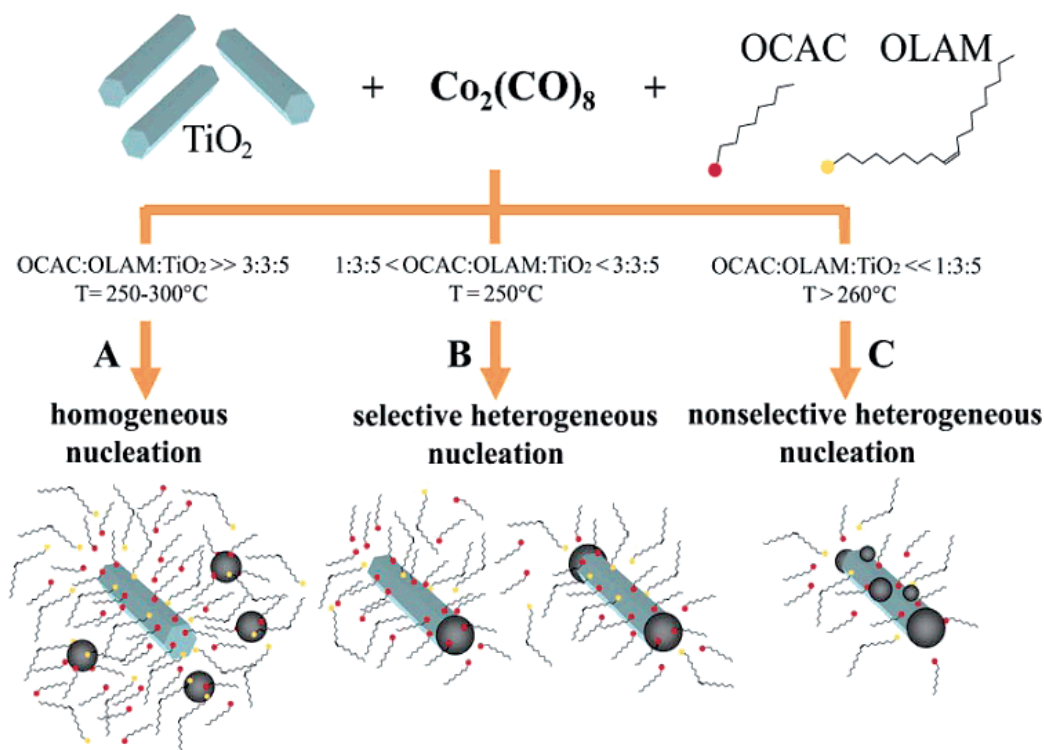 OCAC OLAM
TiO₂ + Co₂(CO)₈ +
OCAC:OLAM:TiO₂ >> 3:3:5
T= 250-300°C
1:3:5 <OCAC:OLAM:TiO₂ < 3:3:5
T = 250°C
OCAC:OLAM:TiO₂ << 1:3:5
T > 260°C
A
homogeneous
nucleation
B
selective heterogeneous
nucleation
C
nonselective heterogeneous
nucleation